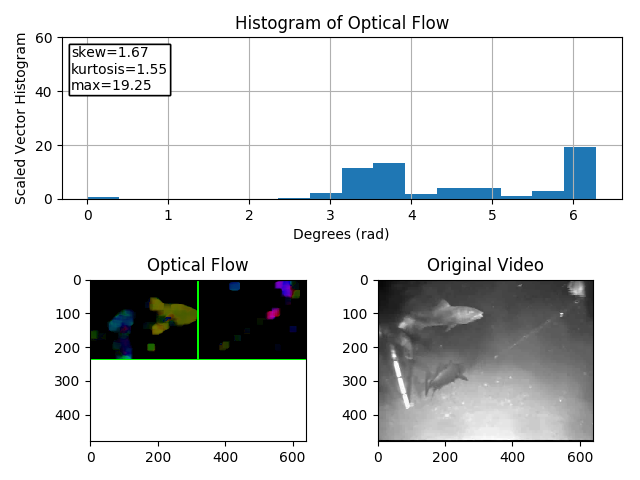 Histogram of Optical Flow
60
40
20
0
Scaled Vector Histogram
skew=1.67
kurtosis=1.55
max=19.25
0 1 2 3 4 5 6
Degrees (rad)
Optical Flow
0
100
200
300
400
0 200 400 600
Original Video
0
100
200
300
400
0 200 400 600